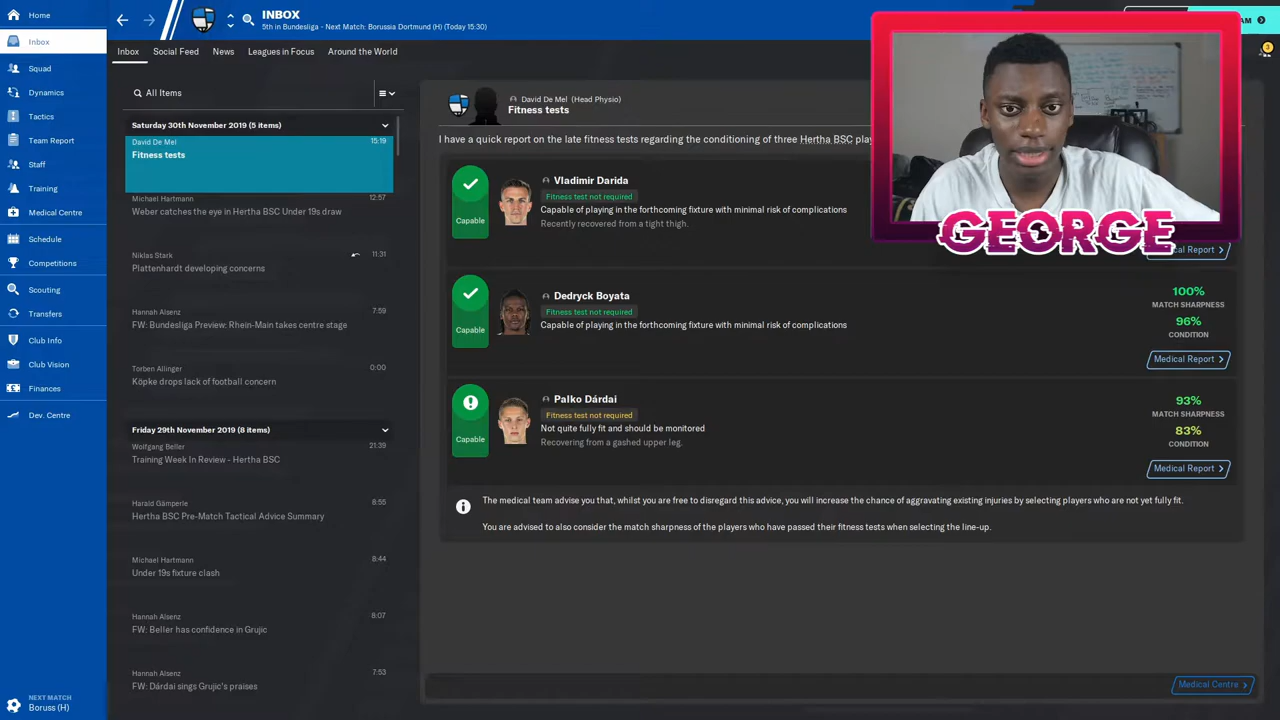 Home
Inbox
Squad
Dynamics
Tactics
Team Report
Staff
Training
Medical Centre
Schedule
Competitions
Scouting
Transfers
Club Info
Club Vision
Finances
Dev. Centre
NEXT MATCH
Boruss (H)
INBOX
5th in Bundesliga - Next Match: Borussia Dortmund (H) (Today 15:30)
Inbox
Social Feed
News
Leagues in Focus
Around the World
All Items
Saturday 30th November 2019 (5 items)
David De Mel 15:19
Fitness tests
Michael Hartmann 12:57
Weber catches the eye in Hertha BSC Under 19s draw
Niklas Stark 11:31
Plattenhardt developing concerns
Hannah Alsenz 7:59
FW: Bundesliga Preview: Rhein-Main takes centre stage
Torben Allinger 0:00
Köpke drops lack of football concern
Friday 29th November 2019 (8 items)
Wolfgang Beller 21:39
Training Week In Review - Hertha BSC
Harald Gämperle 8:55
Hertha BSC Pre-Match Tactical Advice Summary
Michael Hartmann 8:44
Under 19s fixture clash
Hannah Alsenz 8:07
FW: Beller has confidence in Grujic
Hannah Alsenz 7:53
FW: Dárdai sings Grujic's praises
David De Mel (Head Physio)
Fitness tests
I have a quick report on the late fitness tests regarding the conditioning of three Hertha BSC
Capable
Vladimir Darida
Fitness test not required
Capable of playing in the forthcoming fixture with minimal risk of complications
Recently recovered from a tight thigh.
Medical Report
Capable
Dedryck Boyata
Fitness test not required
Capable of playing in the forthcoming fixture with minimal risk of complications
100%
MATCH SHARPNESS
96%
CONDITION
Medical Report
Capable
Palko Dárdai
Fitness test not required
Not quite fully fit and should be monitored
Recovering from a gashed upper leg.
93%
MATCH SHARPNESS
83%
CONDITION
Medical Report
The medical team advise you that, whilst you are free to disregard this advice, you will increase the chance of aggravating existing injuries by selecting players who are not yet fully fit.
You are advised to also consider the match sharpness of the players who have passed their fitness tests when selecting the line-up.
Medical Centre
GEORGE
3